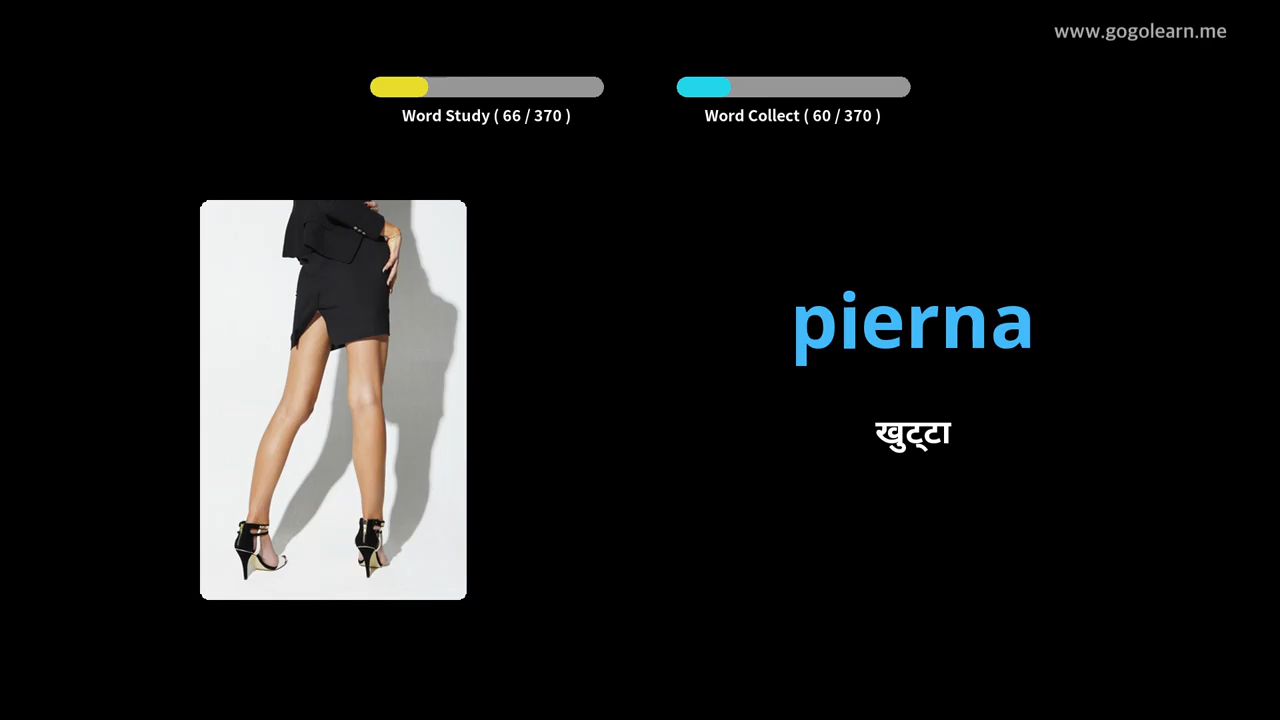 www.gogolearn.me
Word Study ( 66 / 370 )
Word Collect ( 60 / 370 )
pierna
खुट्टा